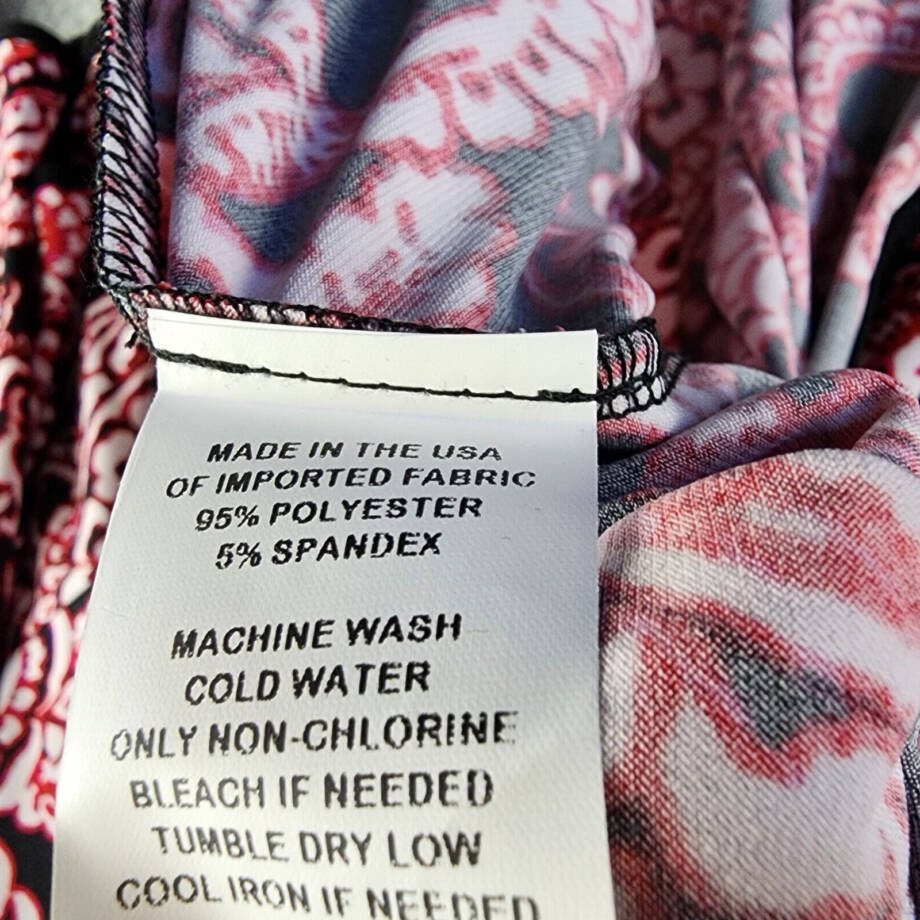 MADE IN THE USA
OF IMPORTED FABRIC
95% POLYESTER
5% SPANDEX
MACHINE WASH
COLD WATER
ONLY NON-CHLORINE
BLEACH IF NEEDED
TUMBLE DRY LOW
COOL IRON IF NEEDED